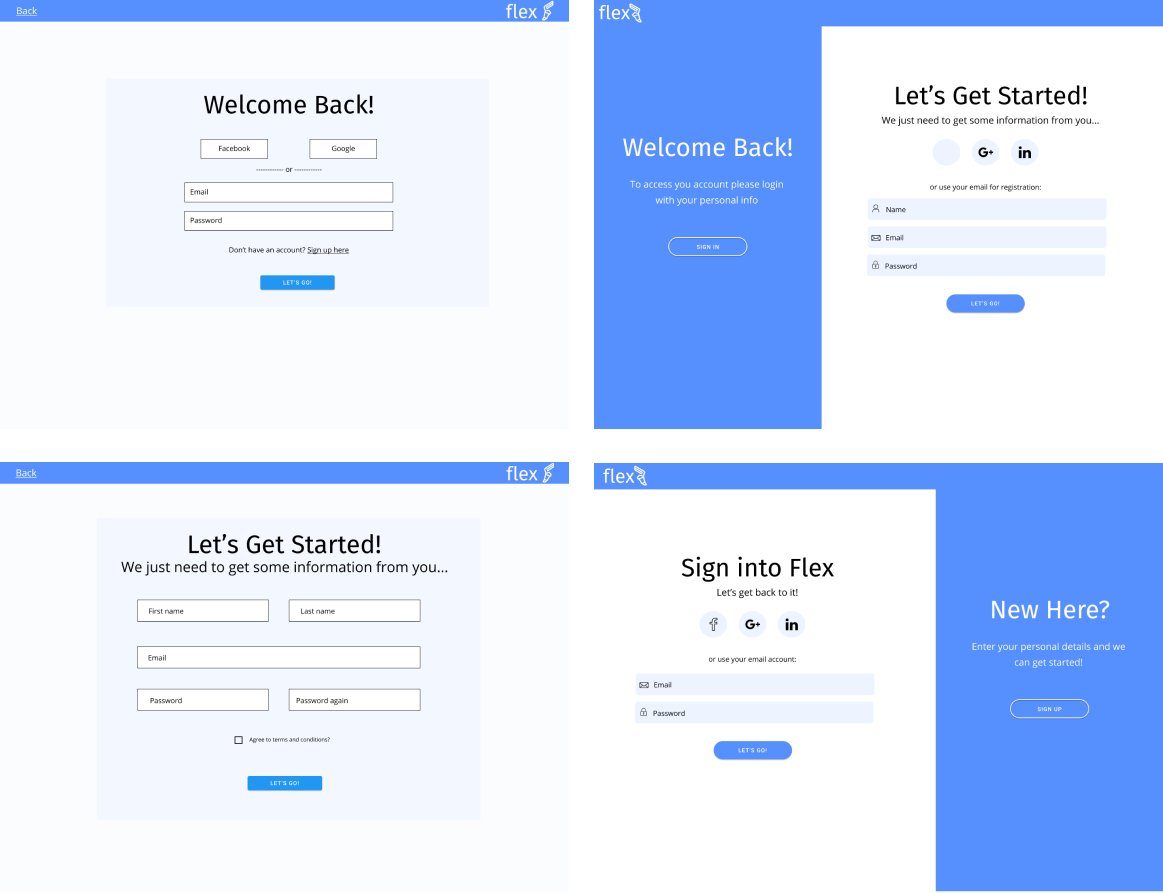 Back
flex
Welcome Back!
Facebook
Google
------------ or ------------
Email
Password
Don't have an account? Sign up here
LET'S GO!
flex
Welcome Back!
To access you account please login
with your personal info
SIGN IN
Let's Get Started!
We just need to get some information from you...
G+
in
or use your email for registration:
Name
Email
Password
LET'S GO!
Back
flex
Let's Get Started!
We just need to get some information from you...
First name
Last name
Email
Password
Password again
Agree to terms and conditions?
LET'S GO!
flex
Sign into Flex
Let's get back to it!
f
G+
in
or use your email account:
Email
Password
LET'S GO!
New Here?
Enter your personal details and we
can get started!
SIGN UP